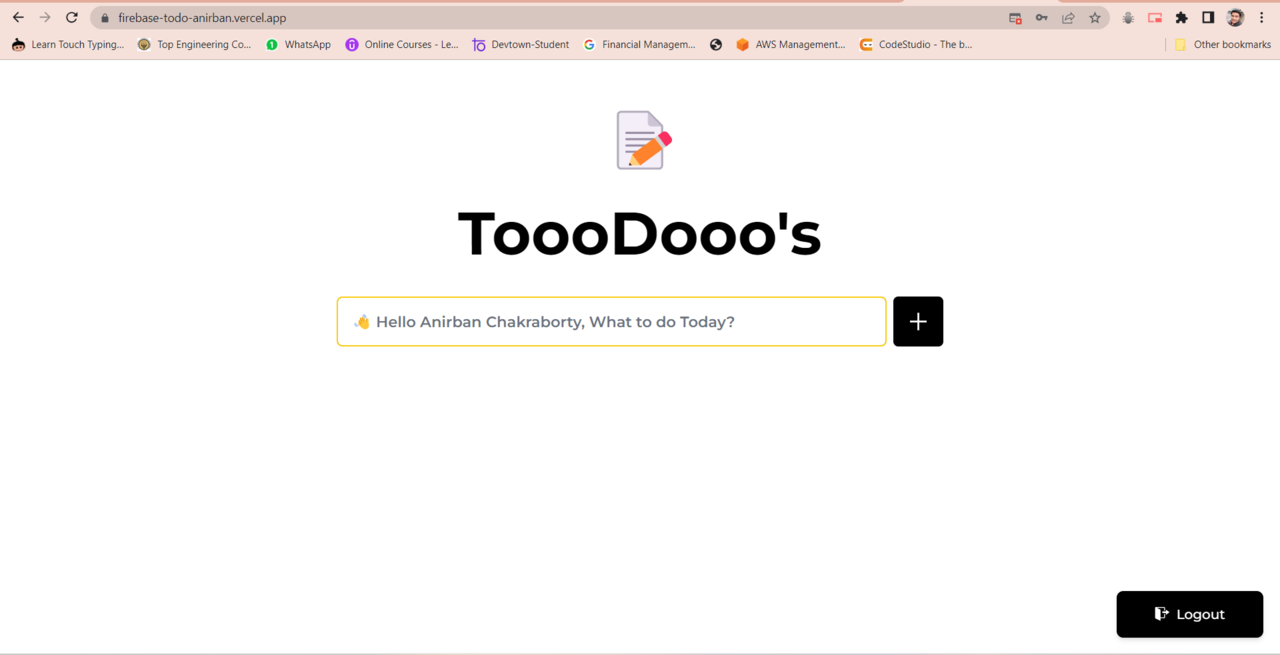 firebase-todo-anirban.vercel.app
Learn Touch Typing... Top Engineering Co... WhatsApp Online Courses - Le... Devtown-Student Financial Managem... AWS Management... CodeStudio - The b... Other bookmarks
ToooDooo's
👋 Hello Anirban Chakraborty, What to do Today?
Logout